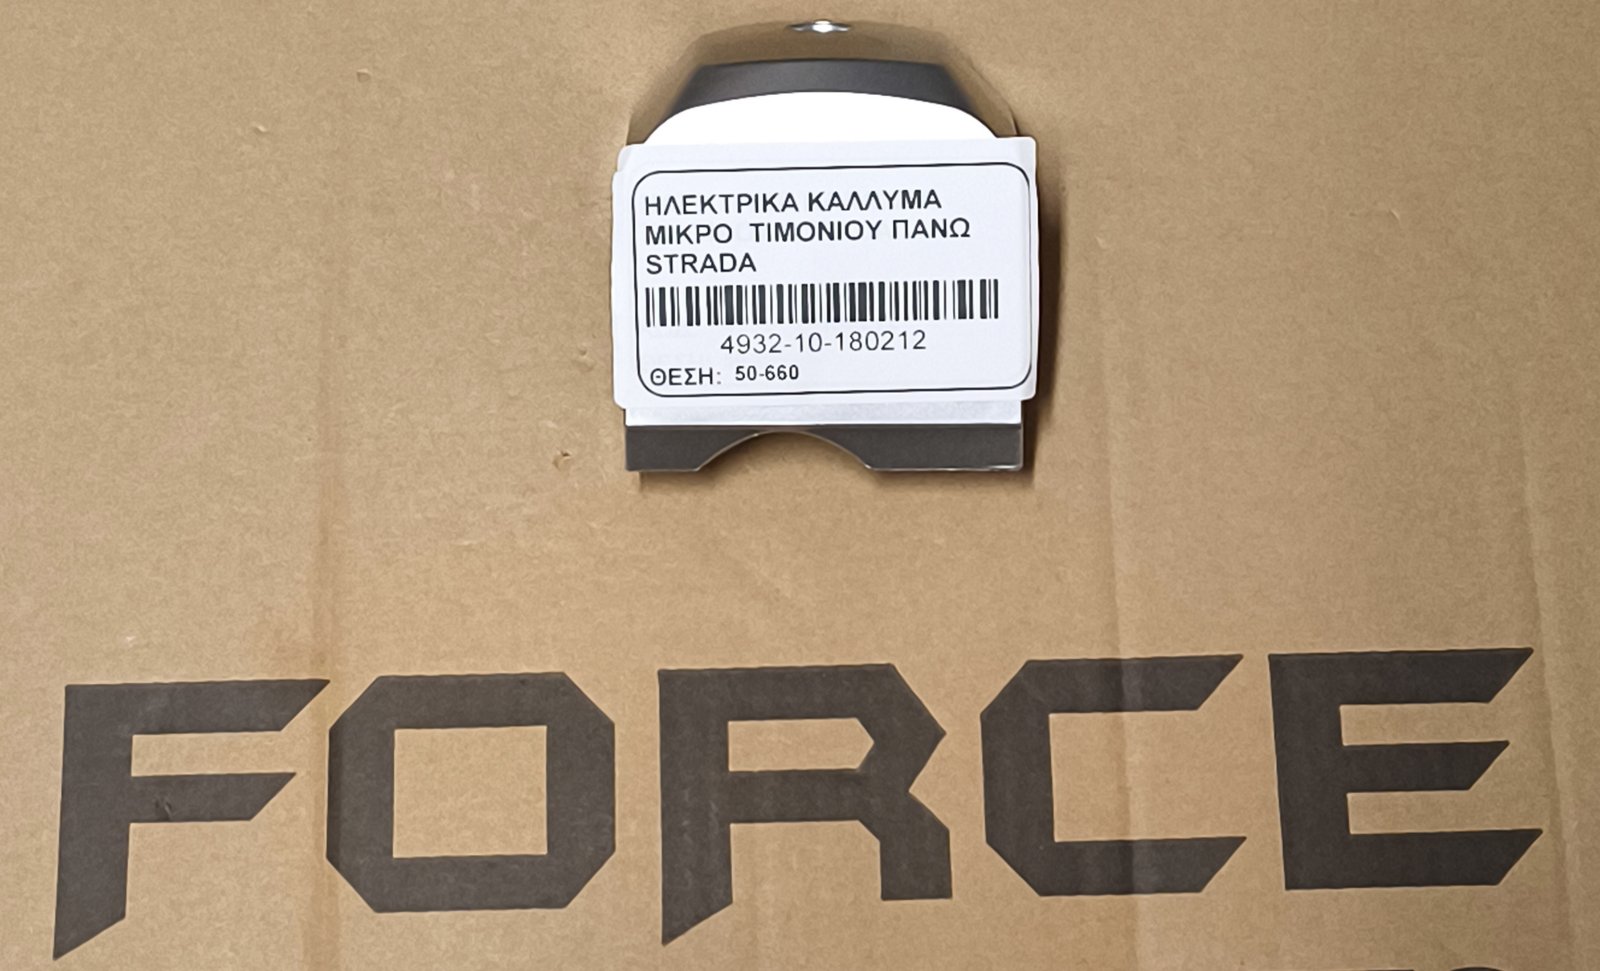 ΗΛΕΚΤΡΙΚΑ ΚΑΛΛΥΜΑ
ΜΙΚΡΟ ΤΙΜΟΝΙΟΥ ΠΑΝΩ
STRADA
4932-10-180212
ΘΕΣΗ: 50-660
FORCE